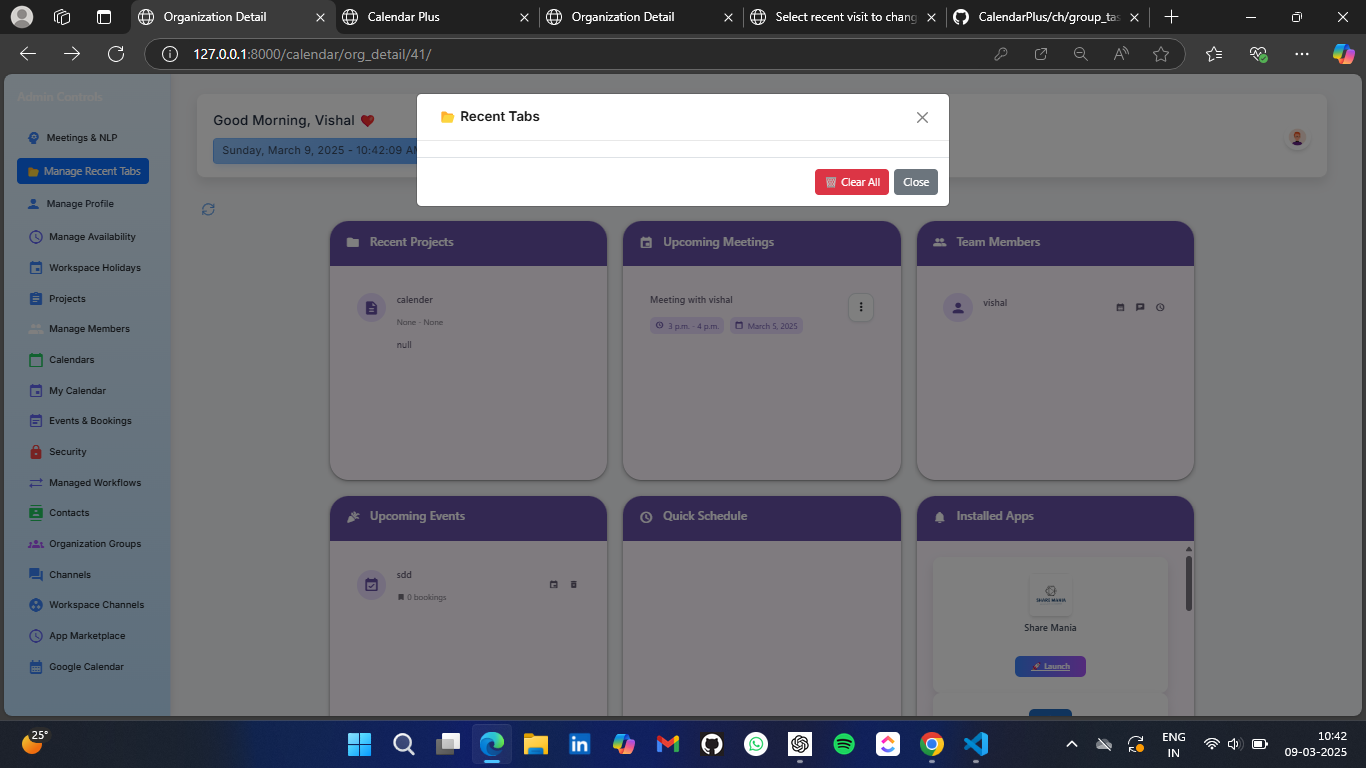 Organization Detail
Calendar Plus
Organization Detail
Select recent visit to chang
CalendarPlus/ch/group_tas
127.0.0.1:8000/calendar/org_detail/41/
Admin Controls
Meetings & NLP
Manage Recent Tabs
Manage Profile
Manage Availability
Workspace Holidays
Projects
Manage Members
Calendars
My Calendar
Events & Bookings
Security
Managed Workflows
Contacts
Organization Groups
Channels
Workspace Channels
App Marketplace
Google Calendar
Good Morning, Vishal
Sunday, March 9, 2025 - 10:42:09 AM
Recent Tabs
Clear All
Close
Recent Projects
calender
None - None
null
Upcoming Meetings
Meeting with vishal
3 p.m. - 4 p.m.
March 5, 2025
Team Members
vishal
Upcoming Events
sdd
0 bookings
Quick Schedule
Installed Apps
SHARE MANIA
Share Mania
Launch
25°
ENG
IN
10:42
09-03-2025